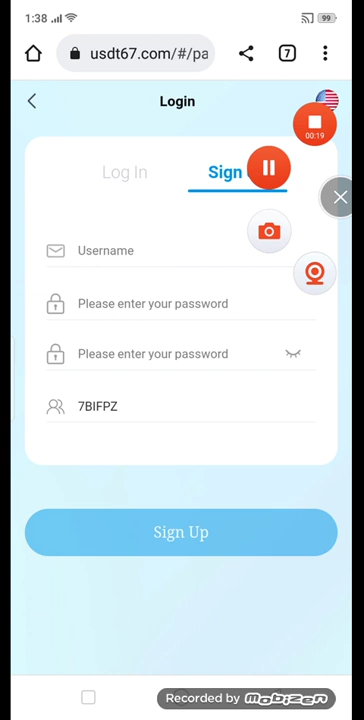 1:38
99
usdt67.com/#/pa
7
Login
00:19
Log In
Sign
Username
Please enter your password
Please enter your password
7BIFPZ
Sign Up
Recorded by mobizen